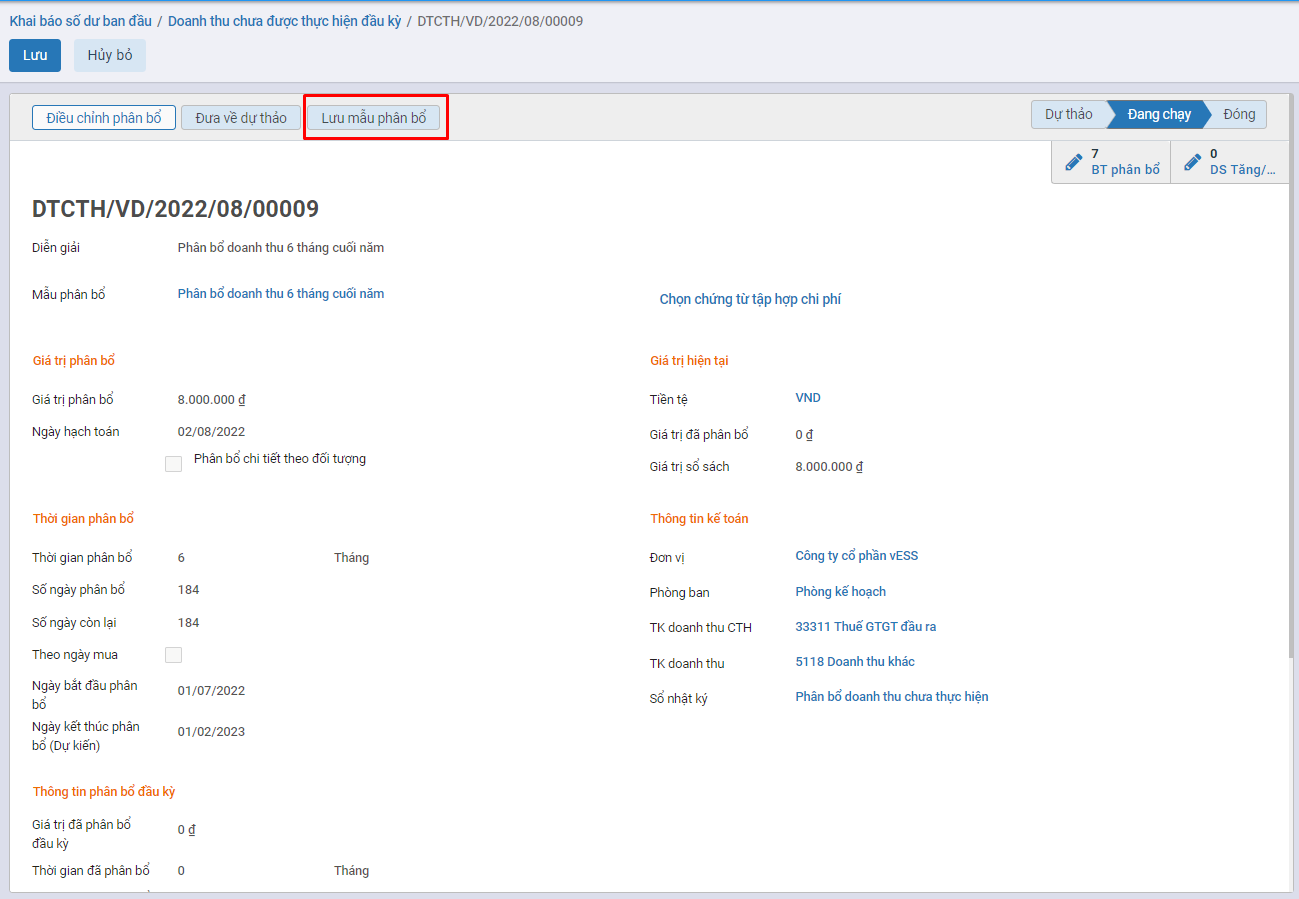 Khai báo số dư ban đầu / Doanh thu chưa được thực hiện đầu kỳ / DTCTH/VD/2022/08/00009
Lưu Hủy bỏ
Điều chỉnh phân bổ Đưa về dự thảo Lưu mẫu phân bổ Dự thảo Đang chạy Đóng
7 0
BT phân bổ DS Tăng/...
DTCTH/VD/2022/08/00009
Diễn giải Phân bổ doanh thu 6 tháng cuối năm
Mẫu phân bổ Phân bổ doanh thu 6 tháng cuối năm
Chọn chứng từ tập hợp chi phí
Giá trị phân bổ
Giá trị phân bổ 8.000.000 ₫
Ngày hạch toán 02/08/2022
Phân bổ chi tiết theo đối tượng
Giá trị hiện tại
Tiền tệ VND
Giá trị đã phân bổ 0 ₫
Giá trị sổ sách 8.000.000 ₫
Thời gian phân bổ
Thời gian phân bổ 6 Tháng
Số ngày phân bổ 184
Số ngày còn lại 184
Theo ngày mua
Ngày bắt đầu phân
bổ 01/07/2022
Ngày kết thúc phân
bổ (Dự kiến) 01/02/2023
Thông tin kế toán
Đơn vị Công ty cổ phần vESS
Phòng ban Phòng kế hoạch
TK doanh thu CTH 33311 Thuế GTGT đầu ra
TK doanh thu 5118 Doanh thu khác
Sổ nhật ký Phân bổ doanh thu chưa thực hiện
Thông tin phân bổ đầu kỳ
Giá trị đã phân bổ
đầu kỳ 0 ₫
Thời gian đã phân bổ 0 Tháng